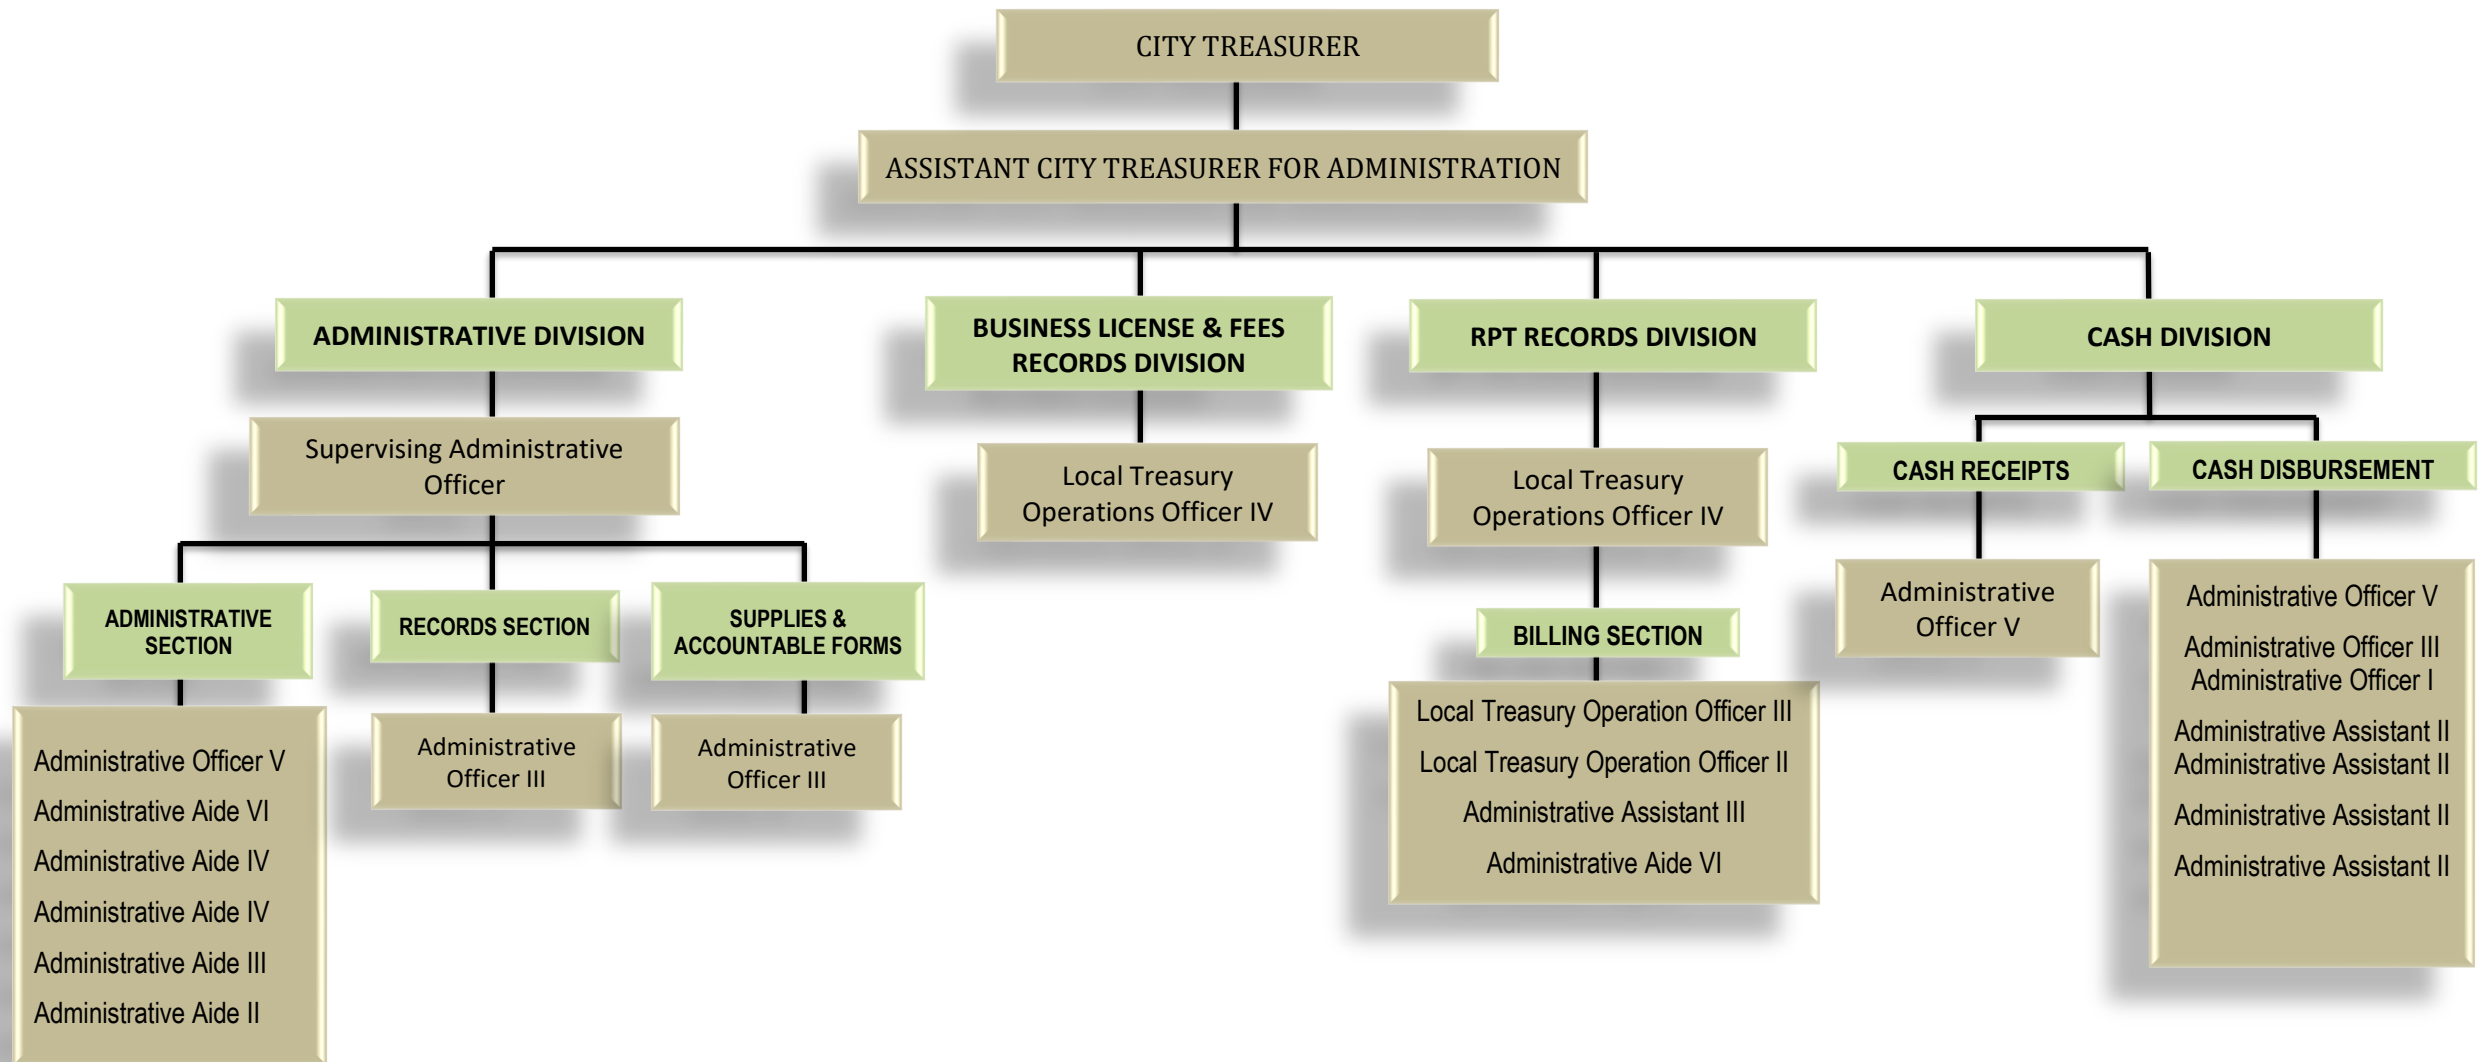 CITY TREASURER
ASSISTANT CITY TREASURER FOR ADMINISTRATION
ADMINISTRATIVE DIVISION
Supervising Administrative
Officer
ADMINISTRATIVE
SECTION
Administrative Officer V
Administrative Aide VI
Administrative Aide IV
Administrative Aide IV
Administrative Aide III
Administrative Aide II
RECORDS SECTION
Administrative
Officer III
SUPPLIES &
ACCOUNTABLE FORMS
Administrative
Officer III
BUSINESS LICENSE & FEES
RECORDS DIVISION
Local Treasury
Operations Officer IV
RPT RECORDS DIVISION
Local Treasury
Operations Officer IV
BILLING SECTION
Local Treasury Operation Officer III
Local Treasury Operation Officer II
Administrative Assistant III
Administrative Aide VI
CASH DIVISION
CASH RECEIPTS
Administrative
Officer V
CASH DISBURSEMENT
Administrative Officer V
Administrative Officer III
Administrative Officer I
Administrative Assistant II
Administrative Assistant II
Administrative Assistant II
Administrative Assistant II